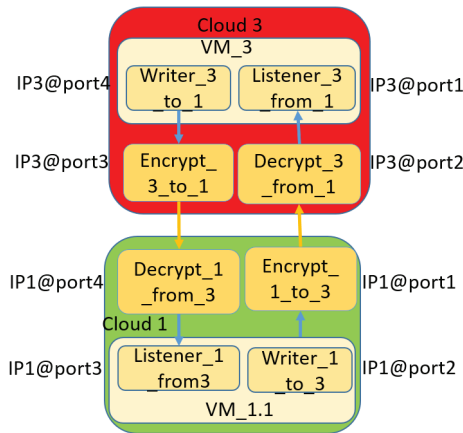 Cloud 3
VM_3
IP3@port4
Writer_3
_to_1
Listener_3
_from_1
IP3@port1
IP3@port3
Encrypt_
3_to_1
Decrypt_3
_from_1
IP3@port2
IP1@port4
Decrypt_1
_from_3
Encrypt_
1_to_3
IP1@port1
Cloud 1
IP1@port3
Listener_1
_from3
Writer_1
_to_3
IP1@port2
VM_1.1